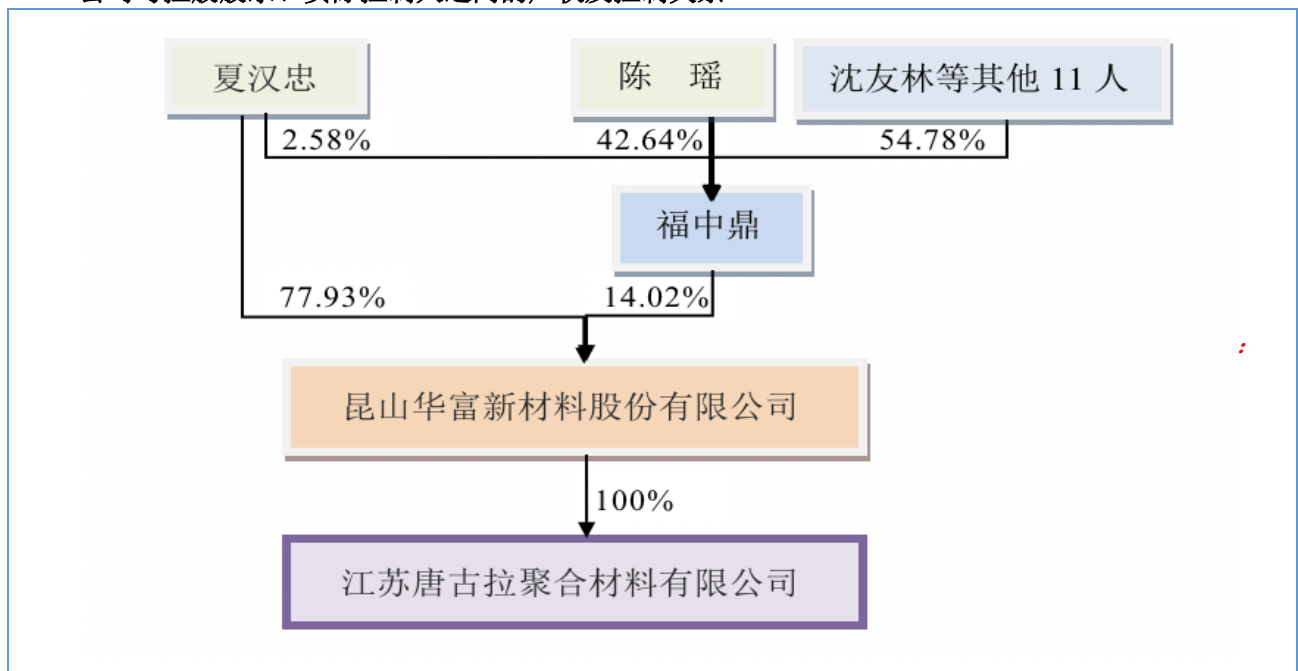 夏汉忠
陈 瑶
沈友林等其他 11 人
2.58%
42.64%
54.78%
福中鼎
77.93%
14.02%
:
昆山华富新材料股份有限公司
100%
江苏唐古拉聚合材料有限公司